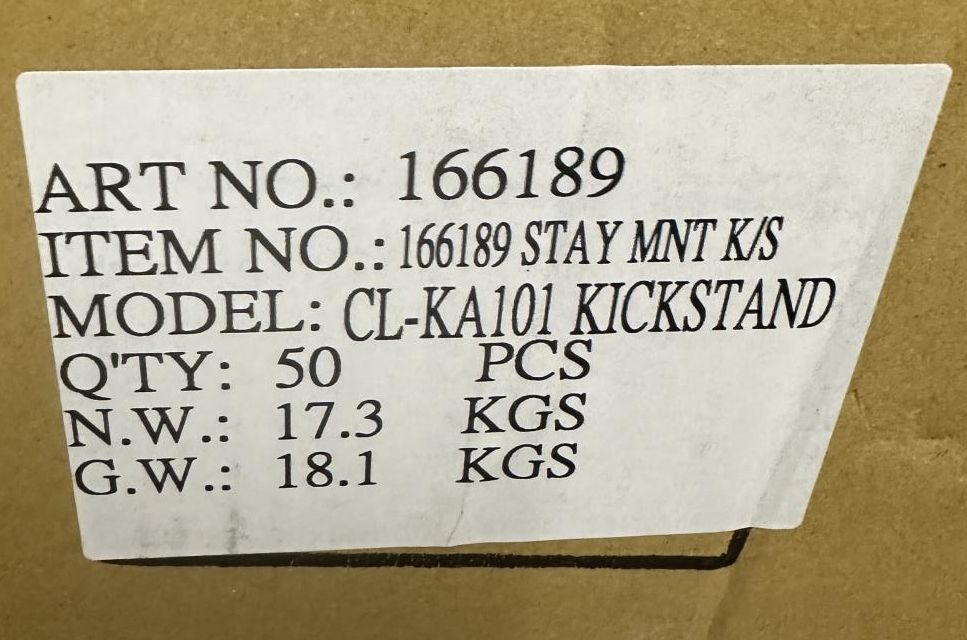 ART NO.: 166189
ITEM NO.: 166189 STAY MNT K/S
MODEL: CL-KA101 KICKSTAND
Q'TY: 50 PCS
N.W.: 17.3 KGS
G.W.: 18.1 KGS